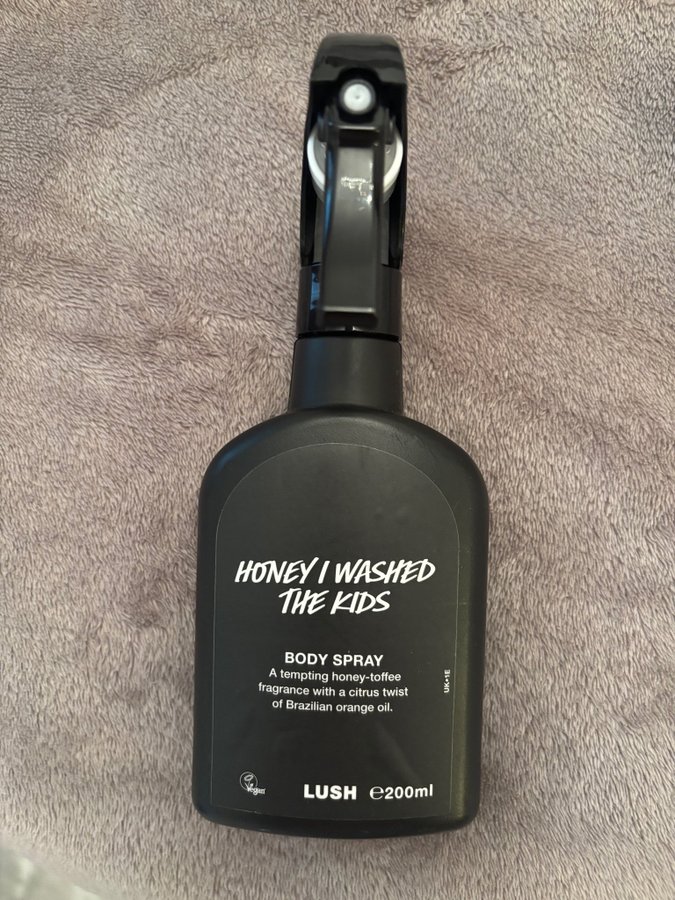 HONEY I WASHED
THE KIDS
BODY SPRAY
A tempting honey-toffee
fragrance with a citrus twist
of Brazilian orange oil.
UK+IE
Vegan
LUSH ℮200ml